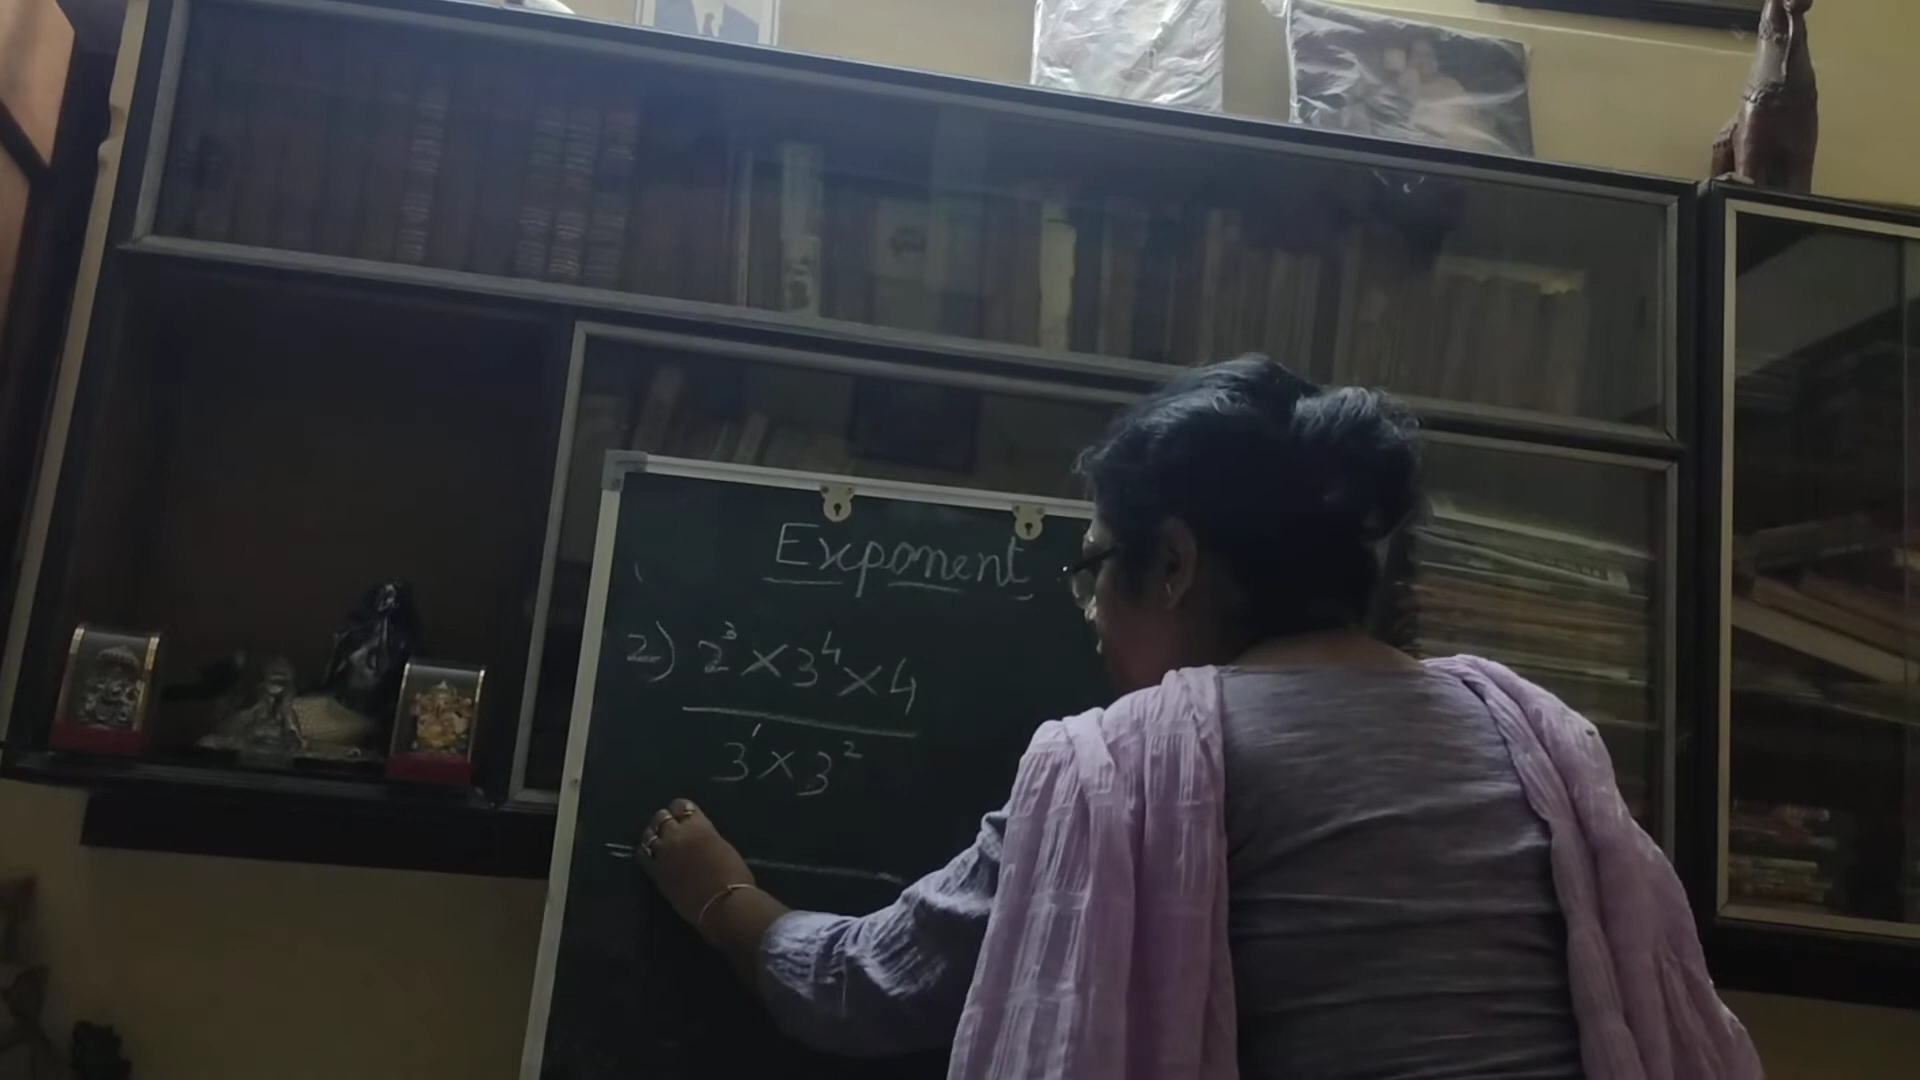 Exponent
2) 2³ × 3⁴ × 4
3¹ × 3²
=